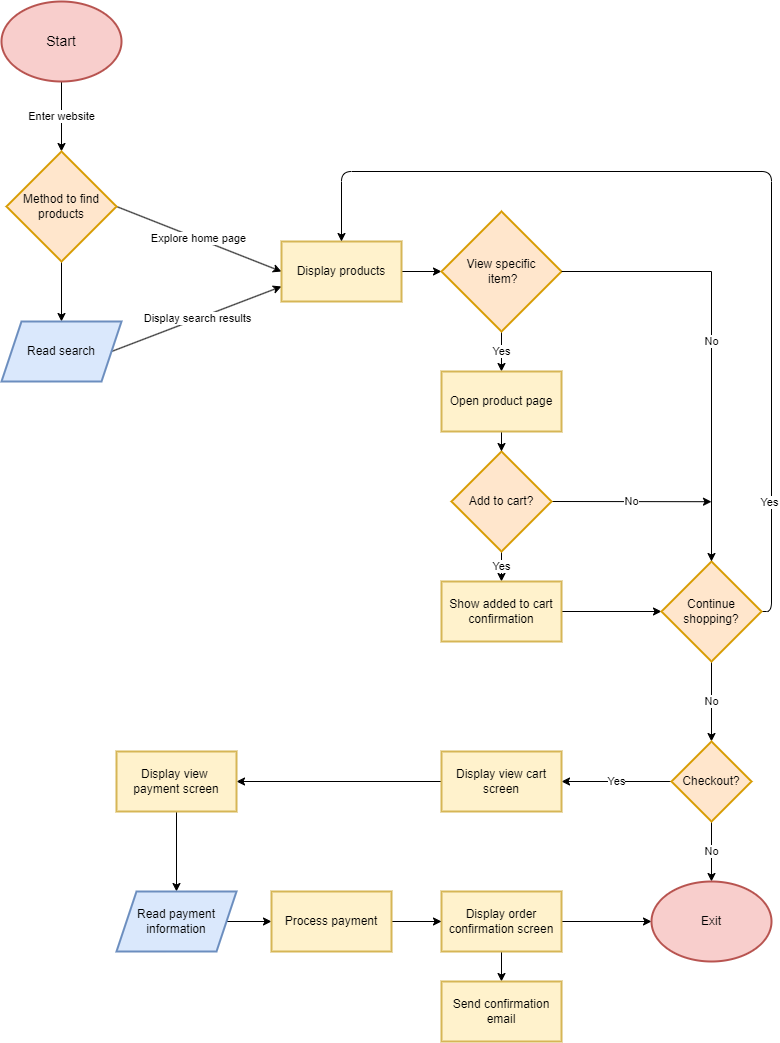 Start
Enter website
Method to find
products
Explore home page
Display search results
Read search
Display products
View specific
item?
No
Yes
Open product page
Add to cart?
No
Yes
Yes
Show added to cart
confirmation
Continue
shopping?
No
Display view
payment screen
Display view cart
screen
Yes
Checkout?
No
Read payment
information
Process payment
Display order
confirmation screen
Exit
Send confirmation
email